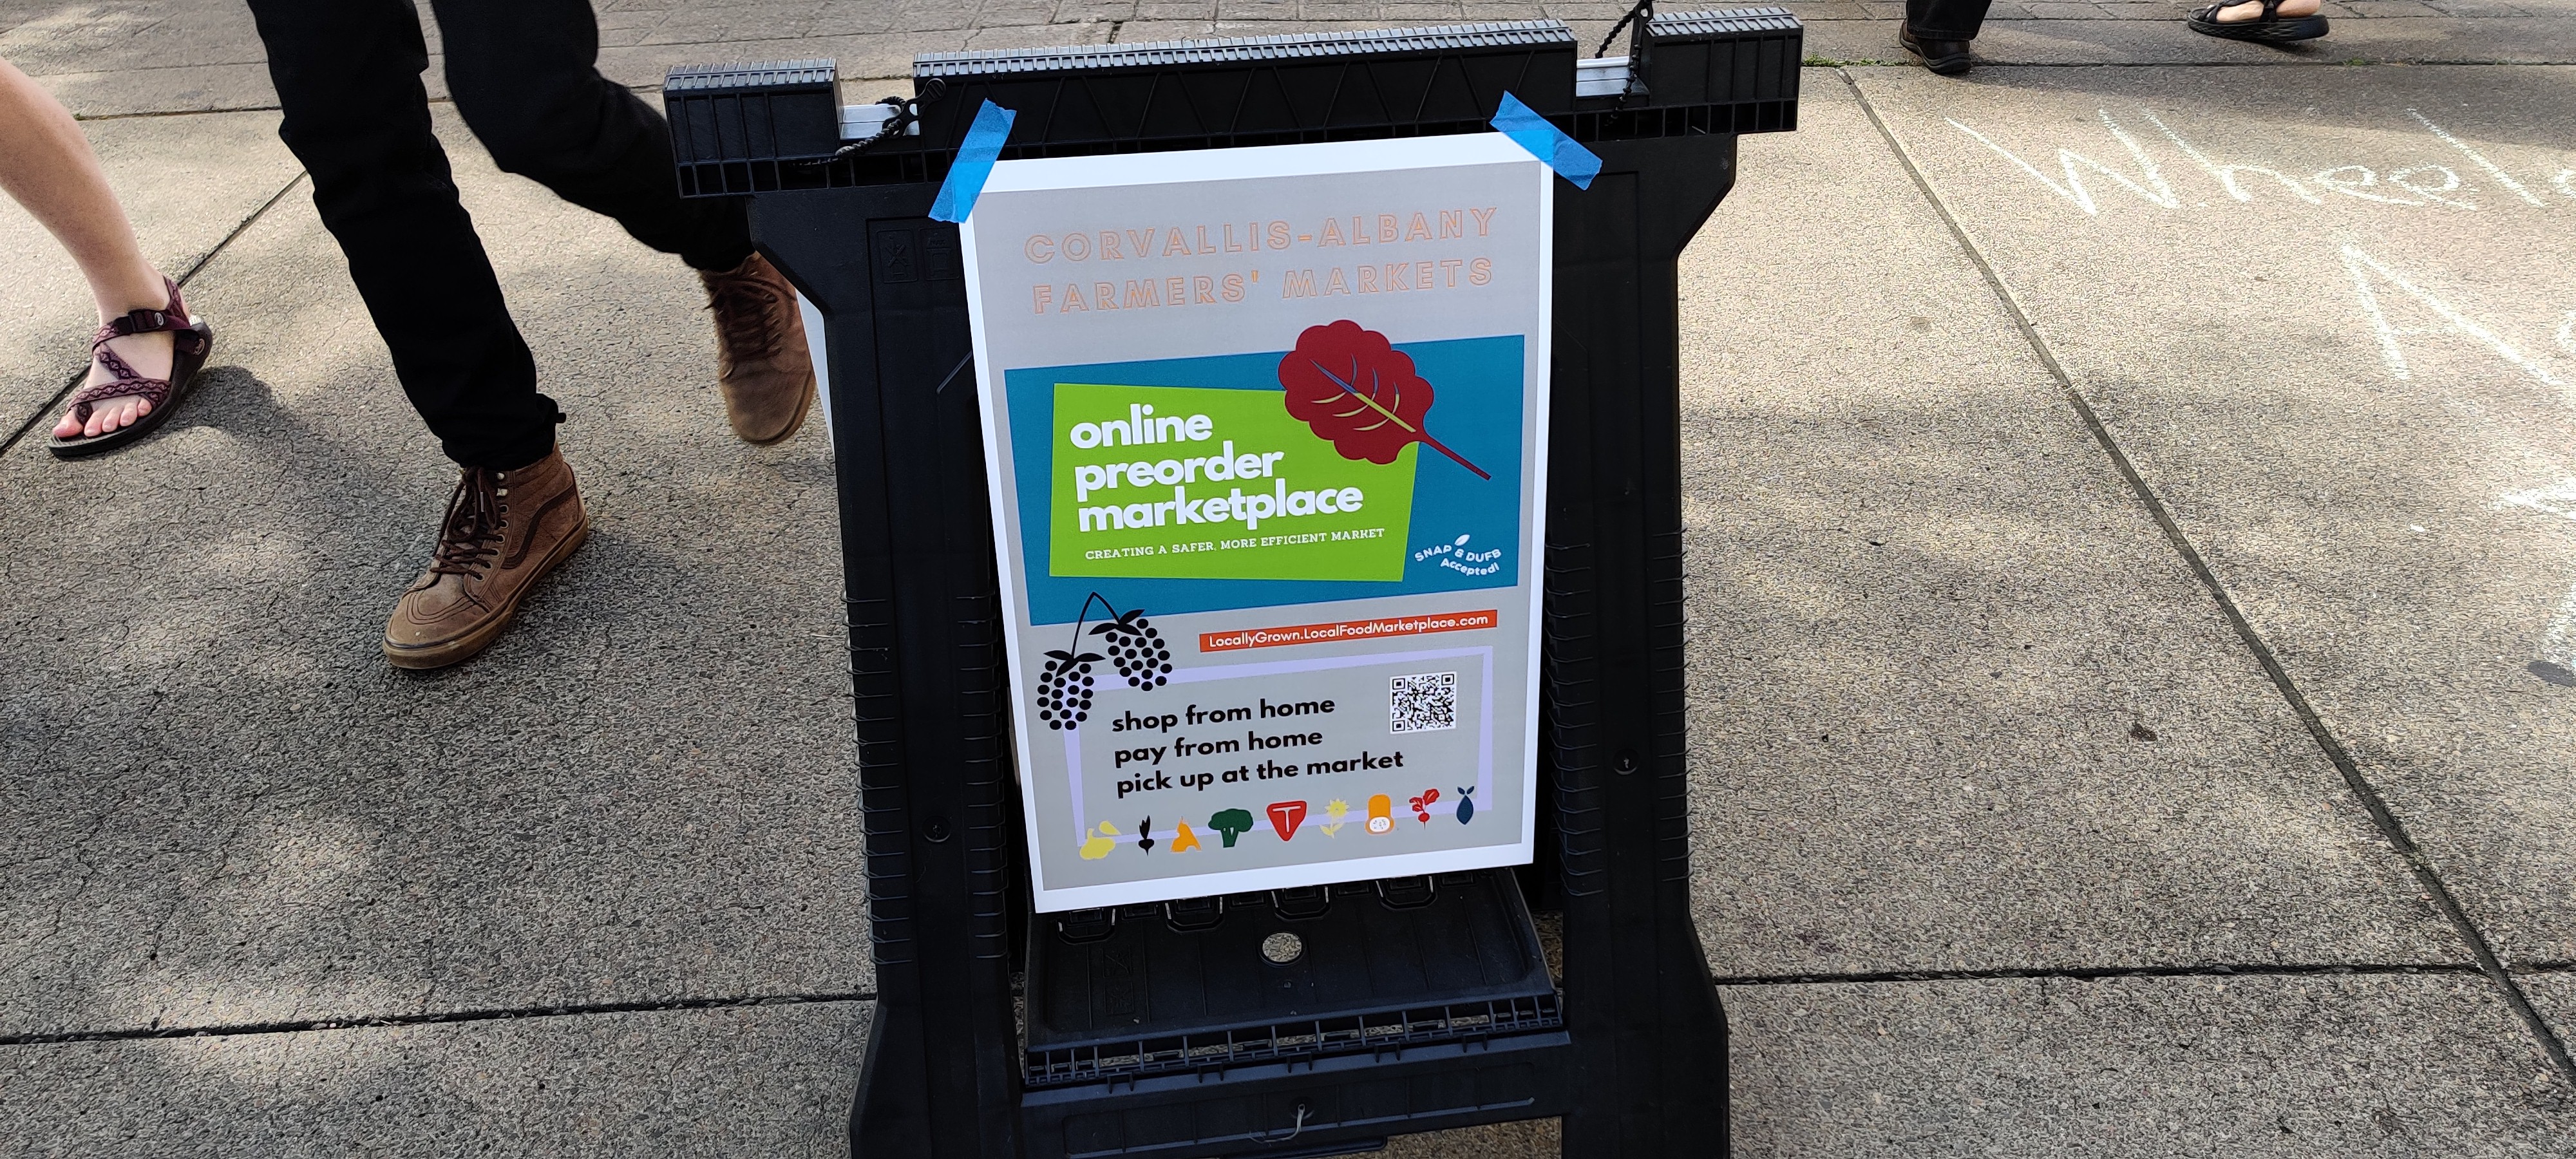 CORVALLIS-ALBANY
FARMERS' MARKETS
online
preorder
marketplace
CREATING A SAFER, MORE EFFICIENT MARKET
SNAP & DUFB
Accepted!
LocallyGrown.LocalFoodMarketplace.com
shop from home
pay from home
pick up at the market